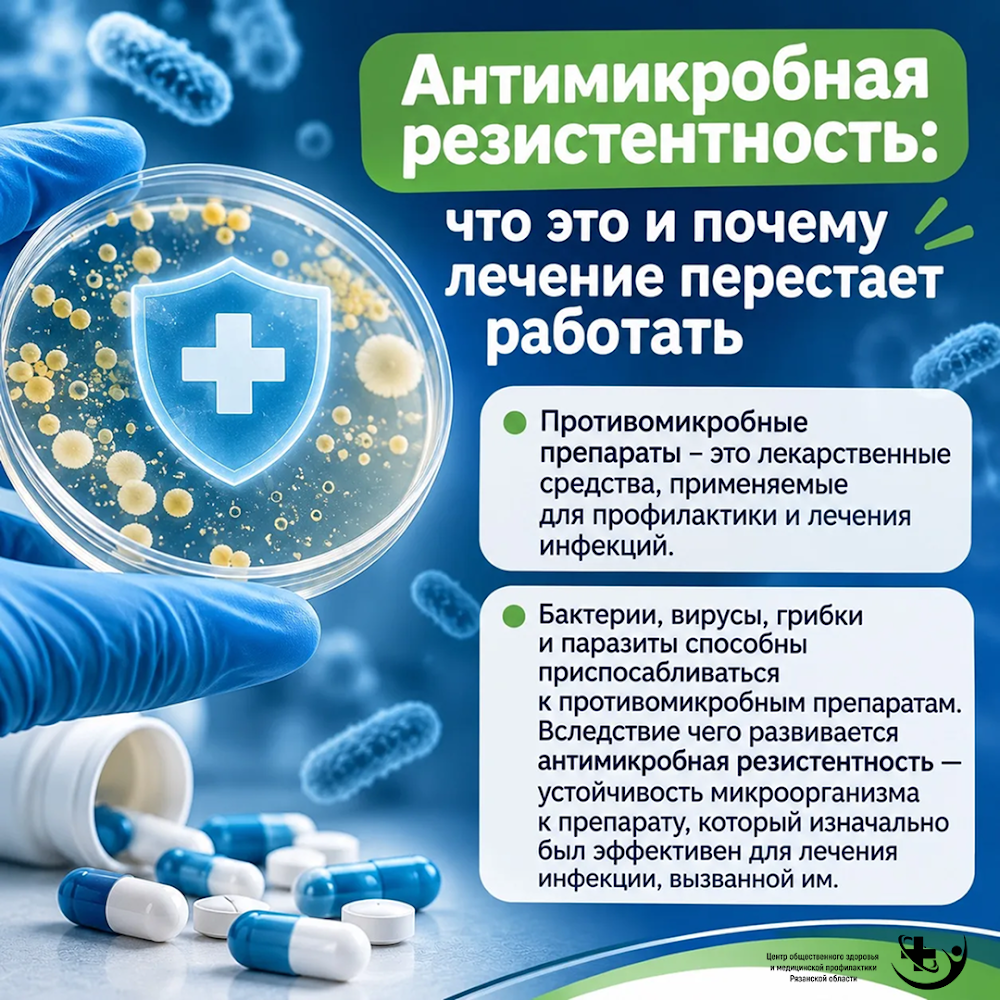 Антимикробная
резистентность:
что это и почему
лечение перестает
работать
Противомикробные
препараты – это лекарственные
средства, применяемые
для профилактики и лечения
инфекций.
Бактерии, вирусы, грибки
и паразиты способны
приспосабливаться
к противомикробным препаратам.
Вследствие чего развивается
антимикробная резистентность —
устойчивость микроорганизма
к препарату, который изначально
был эффективен для лечения
инфекции, вызванной им.
Центр общественного здоровья
и медицинской профилактики
Рязанской области